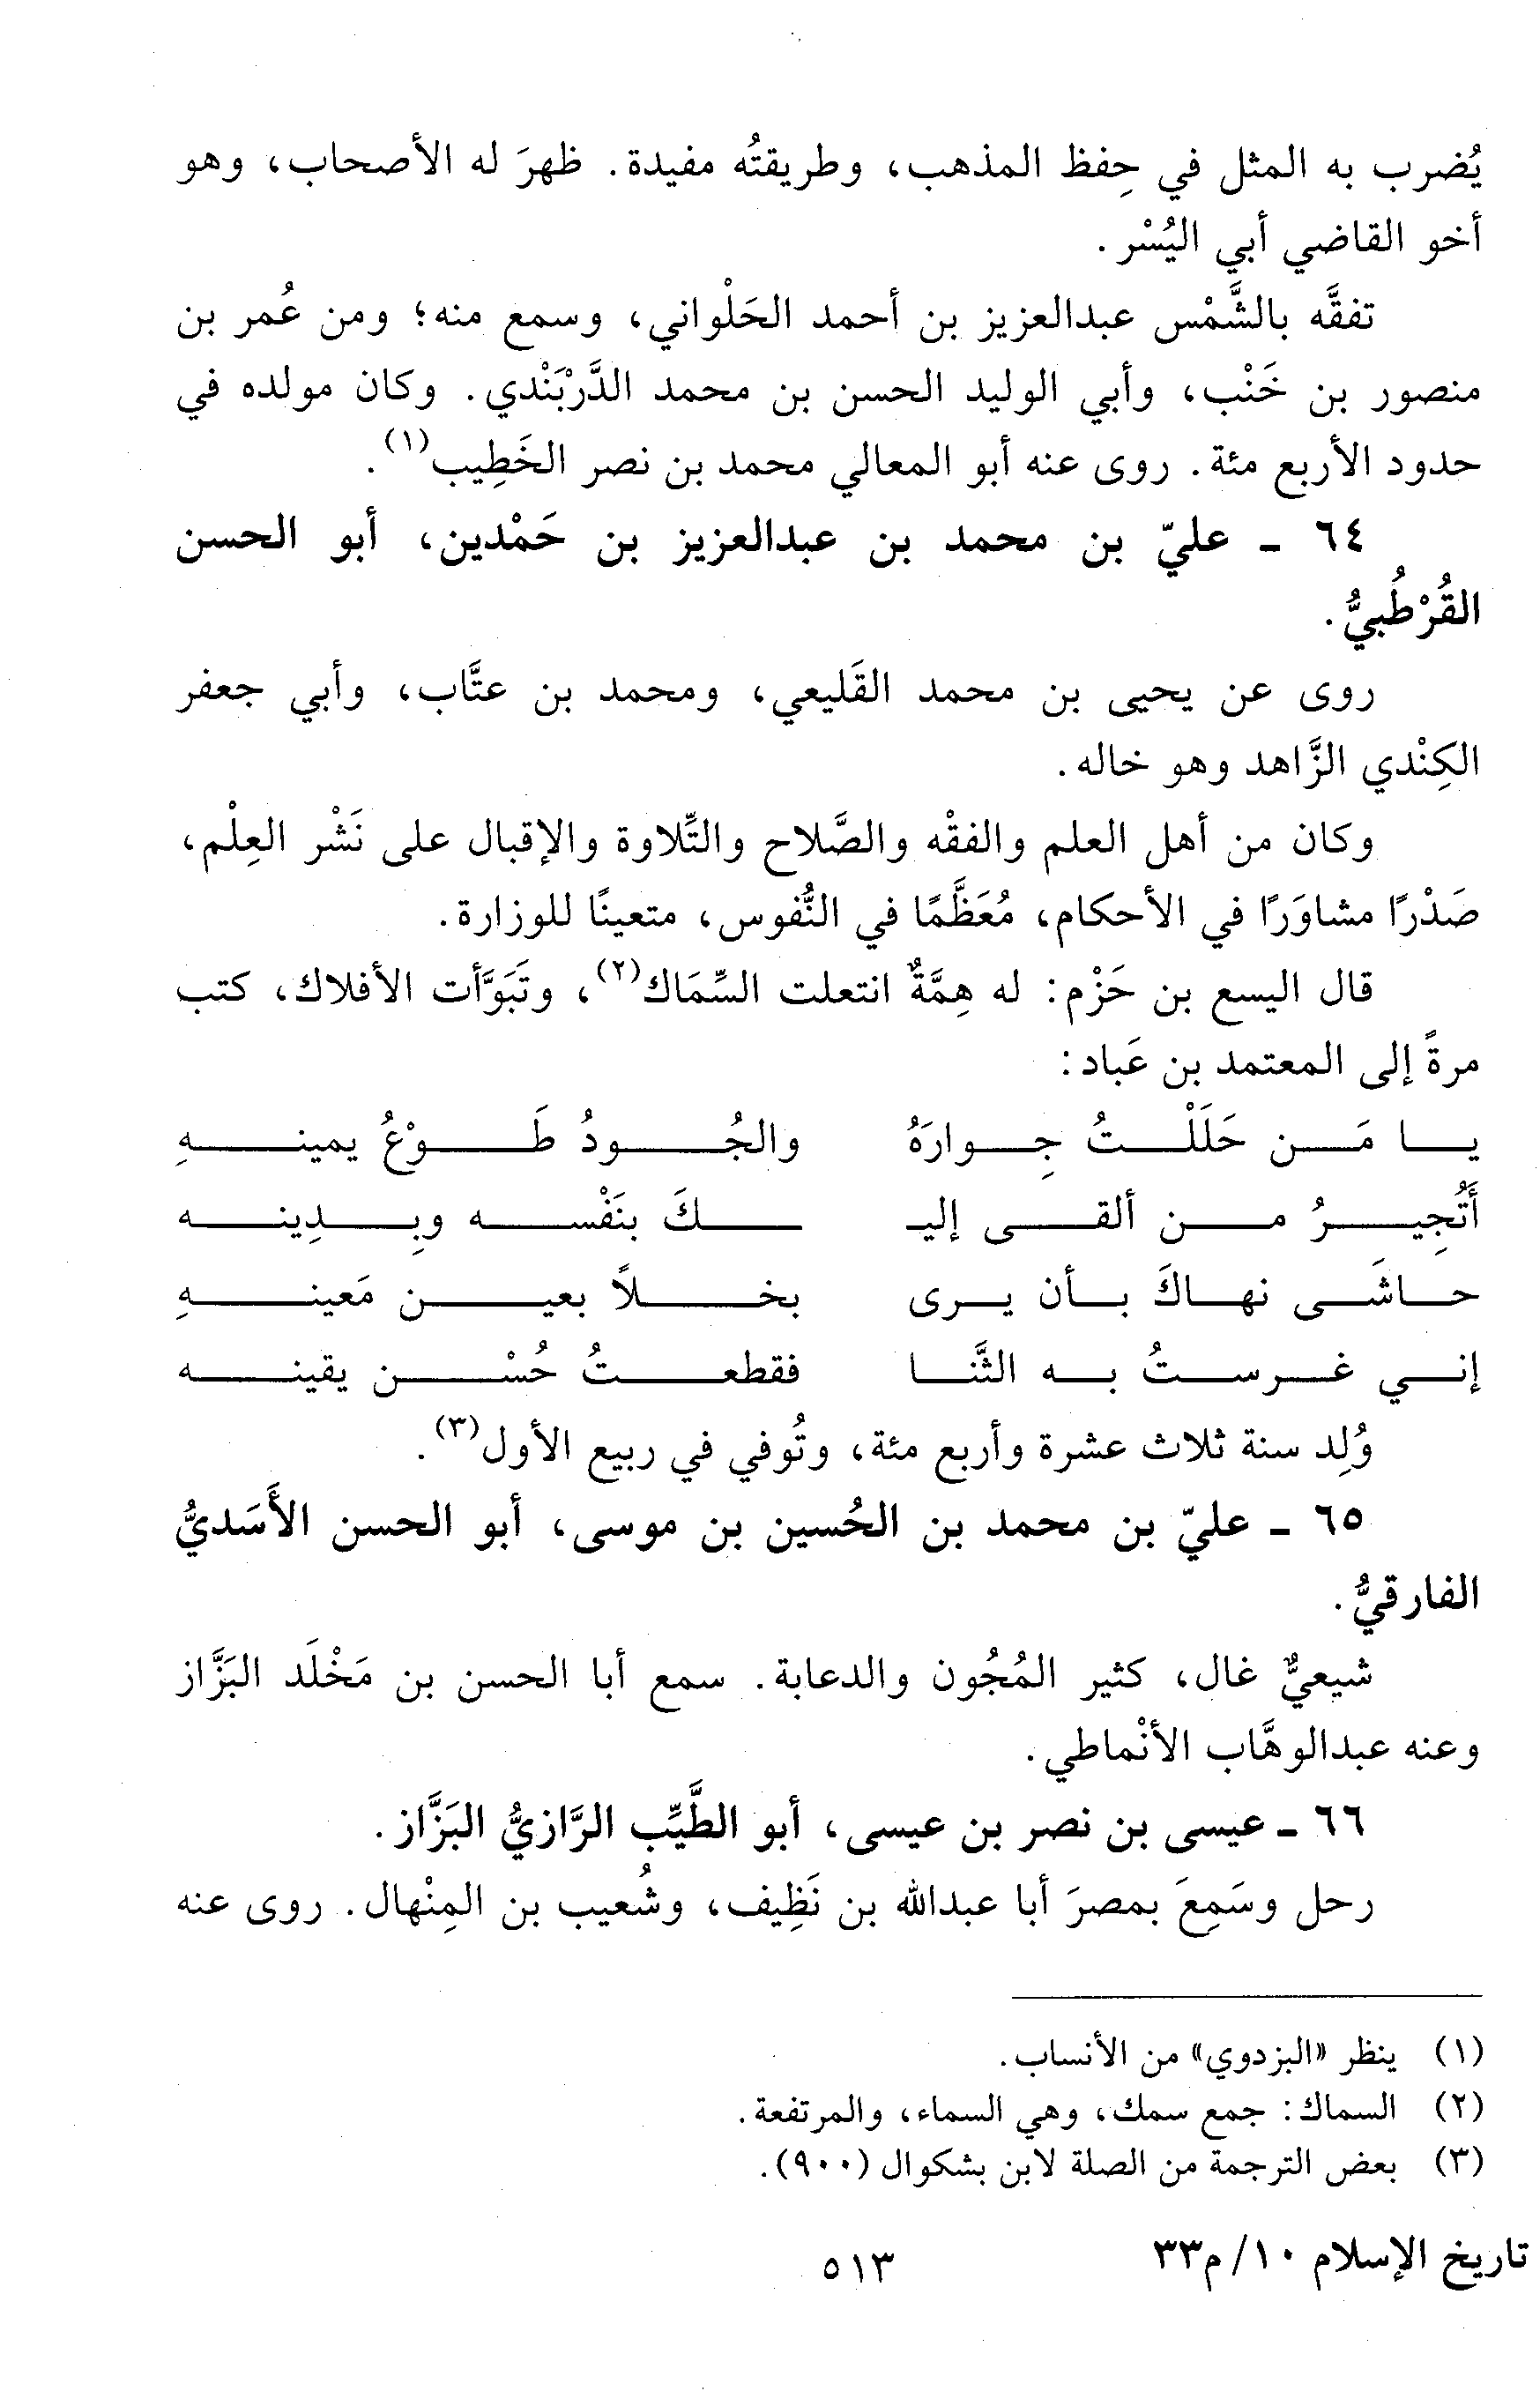 يُضرب به المثل في حِفظ المذهب، وطريقتُه مفيدة. ظهرَ له الأصحاب، وهو
أخو القاضي أبي اليُسْر.
تفقَّه بالشَّمْس عبدالعزيز بن أحمد الحَلْواني، وسمع منه؛ ومن عُمر بن
منصور بن خَنْب، وأبي الوليد الحسن بن محمد الدَّرْبَنْدي. وكان مولده في
حدود الأربع مئة. روى عنه أبو المعالي محمد بن نصر الخَطِيب(١).
٦٤ - عليّ بن محمد بن عبدالعزيز بن حَمْدين، أبو الحسن
القُرْطُبيُّ.
روى عن يحيى بن محمد القَليعي، ومحمد بن عتَّاب، وأبي جعفر
الكِنْدي الزَّاهد وهو خاله.
وكان من أهل العلم والفقْه والصَّلاح والتِّلاوة والإقبال على نَشْر العِلْم،
صَدْرًا مشاوَرًا في الأحكام، مُعَظَّمًا في النُّفوس، متعينًا للوزارة.
قال اليسع بن حَزْم: له هِمَّةٌ انتعلت السِّمَاك(٢)، وتَبَوَّأت الأفلاك، كتب
مرةً إلى المعتمد بن عَباد:
يا مَن حَلَلْتُ جِوارَهُ والجُودُ طَوْعُ يمينهِ
أَتُجِيرُ من ألقى إليـ ـكَ بنَفْسه وبِدِينه
حاشَى نهاكَ بأن يرى بخلاً بعين مَعينهِ
إني غرستُ به الثَّنا فقطعتُ حُسْن يقينه
وُلِد سنة ثلاث عشرة وأربع مئة، وتُوفي في ربيع الأول(٣).
٦٥ - عليّ بن محمد بن الحُسين بن موسى، أبو الحسن الأَسَديُّ
الفارقيُّ.
شيعيٌّ غال، كثير المُجُون والدعابة. سمع أبا الحسن بن مَخْلَد البَزَّاز
وعنه عبدالوهَّاب الأنْماطي.
٦٦ - عيسى بن نصر بن عيسى، أبو الطَّيِّب الرَّازيُّ البَزَّاز.
رحل وسَمِعَ بمصرَ أبا عبدالله بن نَظِيف، وشُعيب بن المِنْهال. روى عنه
(١) ينظر «البزدوي» من الأنساب.
(٢) السماك: جمع سمك، وهي السماء، والمرتفعة.
(٣) بعض الترجمة من الصلة لابن بشكوال (٩٠٠).
تاريخ الإسلام ١٠/ م٣٣
٥١٣